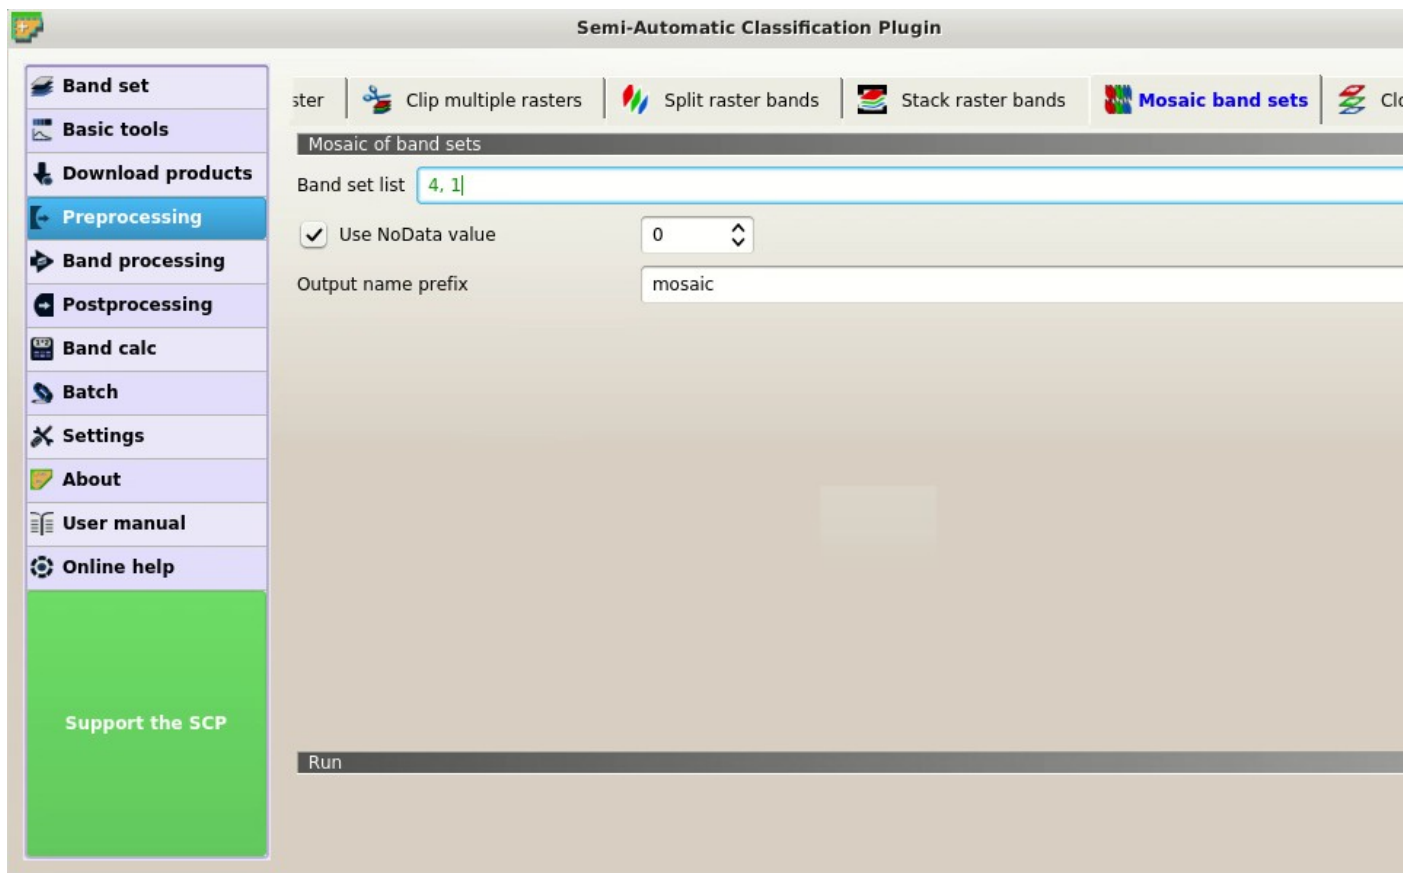 Semi-Automatic Classification Plugin
Band set
Basic tools
Download products
Preprocessing
Band processing
Postprocessing
Band calc
Batch
Settings
About
User manual
Online help
Support the SCP
ster Clip multiple rasters Split raster bands Stack raster bands Mosaic band sets Clo
Mosaic of band sets
Band set list 4, 1
Use NoData value 0
Output name prefix mosaic
Run